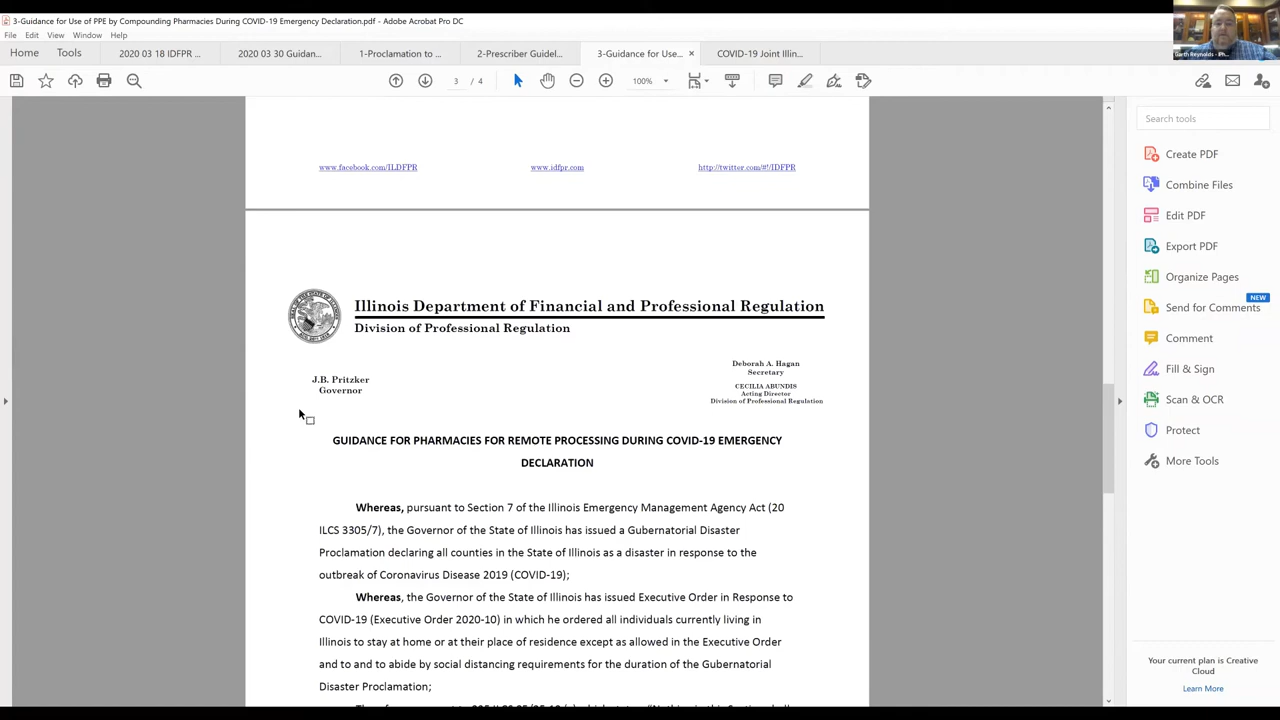 3-Guidance for Use of PPE by Compounding Pharmacies During COVID-19 Emergency Declaration.pdf - Adobe Acrobat Pro DC
File Edit View Window Help
Home Tools 2020 03 18 IDFPR ... 2020 03 30 Guidan... 1-Proclamation to ... 2-Prescriber Guidel... 3-Guidance for Use... × COVID-19 Joint Illin...
Garth Reynolds - Ph...
3 / 4 100%
www.facebook.com/ILDFPR www.idfpr.com http://twitter.com/#!/IDFPR
Illinois Department of Financial and Professional Regulation
Division of Professional Regulation
J.B. Pritzker
Governor
Deborah A. Hagan
Secretary
CECILIA ABUNDIS
Acting Director
Division of Professional Regulation
GUIDANCE FOR PHARMACIES FOR REMOTE PROCESSING DURING COVID-19 EMERGENCY
DECLARATION
Whereas, pursuant to Section 7 of the Illinois Emergency Management Agency Act (20
ILCS 3305/7), the Governor of the State of Illinois has issued a Gubernatorial Disaster
Proclamation declaring all counties in the State of Illinois as a disaster in response to the
outbreak of Coronavirus Disease 2019 (COVID-19);
Whereas, the Governor of the State of Illinois has issued Executive Order in Response to
COVID-19 (Executive Order 2020-10) in which he ordered all individuals currently living in
Illinois to stay at home or at their place of residence except as allowed in the Executive Order
and to and to abide by social distancing requirements for the duration of the Gubernatorial
Disaster Proclamation;
Search tools
Create PDF
Combine Files
Edit PDF
Export PDF
Organize Pages
NEW
Send for Comments
Comment
Fill & Sign
Scan & OCR
Protect
More Tools
Your current plan is Creative
Cloud
Learn More